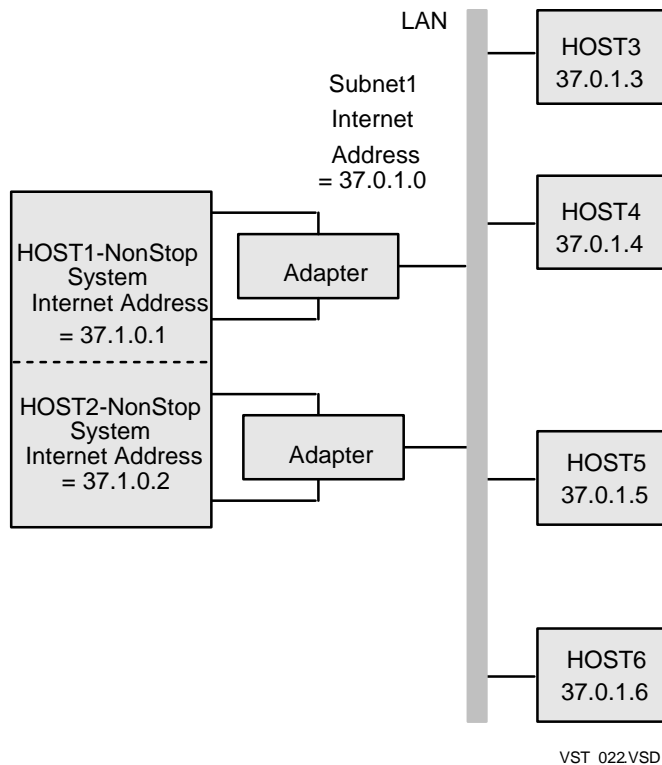 LAN
Subnet1
Internet
Address
= 37.0.1.0
HOST1-NonStop
System
Internet Address
= 37.1.0.1
HOST2-NonStop
System
Internet Address
= 37.1.0.2
Adapter
Adapter
HOST3
37.0.1.3
HOST4
37.0.1.4
HOST5
37.0.1.5
HOST6
37.0.1.6
VST_022.VSD